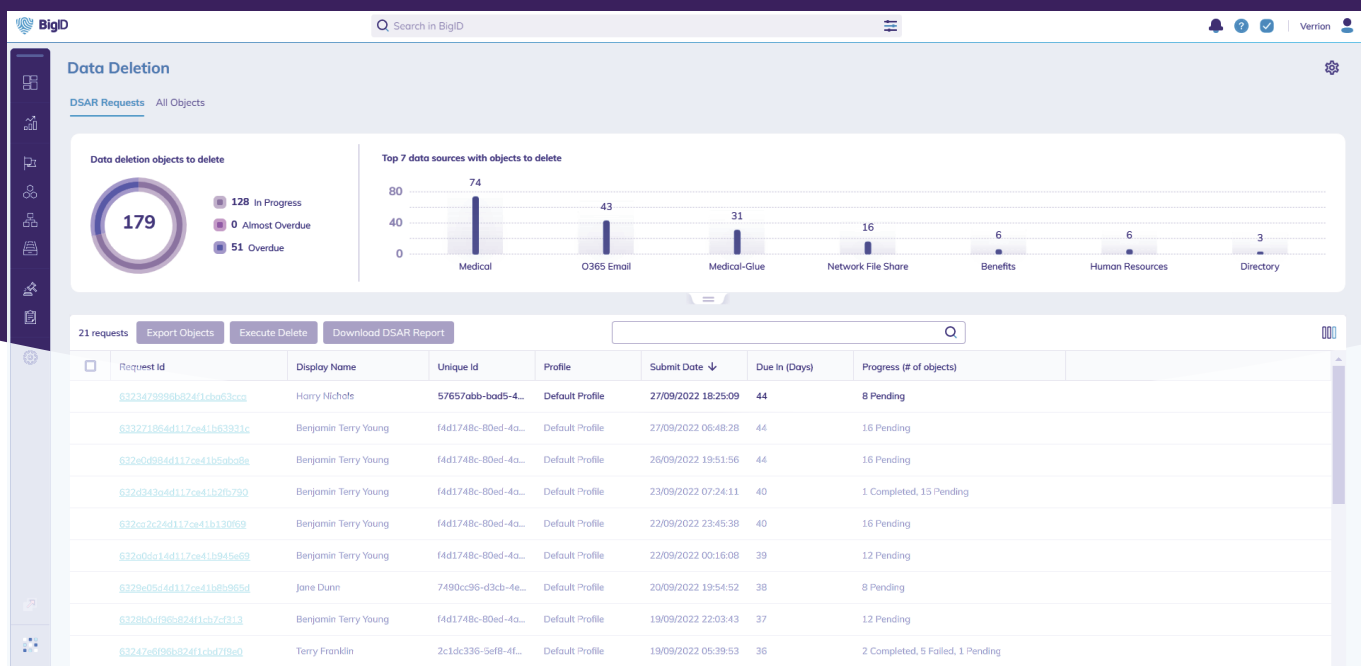 BigID
Search in BigID
?
Verrion
Data Deletion
DSAR Requests All Objects
Data deletion objects to delete
179
128 In Progress
0 Almost Overdue
51 Overdue
Top 7 data sources with objects to delete
80
40
0
74 43 31 16 6 6 3
Medical O365 Email Medical-Glue Network File Share Benefits Human Resources Directory
21 requests Export Objects Execute Delete Download DSAR Report
Request Id Display Name Unique Id Profile Submit Date Due In (Days) Progress (# of objects)
Harry Nichols 57657abb-bad5-4... Default Profile 27/09/2022 18:25:09 44 8 Pending
633271864d117ce41b63931c Benjamin Terry Young f4d1748c-80ed-4a... Default Profile 27/09/2022 06:48:28 44 16 Pending
632e0d994d117ce41b5aba8e Benjamin Terry Young f4d1748c-80ed-4a... Default Profile 26/09/2022 19:51:56 44 16 Pending
632d343a4d117ce41b2fb790 Benjamin Terry Young f4d1748c-80ed-4a... Default Profile 23/09/2022 07:24:11 40 1 Completed, 15 Pending
632ca2c24d117ce41b130f69 Benjamin Terry Young f4d1748c-80ed-4a... Default Profile 22/09/2022 23:45:38 40 16 Pending
632a0da14d117ce41b945e69 Benjamin Terry Young f4d1748c-80ed-4a... Default Profile 22/09/2022 00:16:08 39 12 Pending
6329e05d4d117ce41b8b965d Jane Dunn 7490cc96-d3cb-4e... Default Profile 20/09/2022 19:54:52 38 8 Pending
Benjamin Terry Young f4d1748c-80ed-4a... Default Profile 19/09/2022 22:03:43 37 12 Pending
Terry Franklin 2c1dc336-5ef8-4f... Default Profile 19/09/2022 05:39:53 36 2 Completed, 5 Failed, 1 Pending